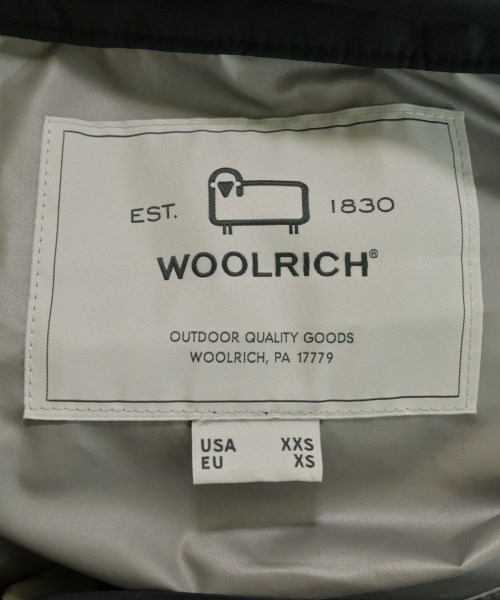 EST. 1830
WOOLRICH®
OUTDOOR QUALITY GOODS
WOOLRICH, PA 17779
USA XXS
EU XS